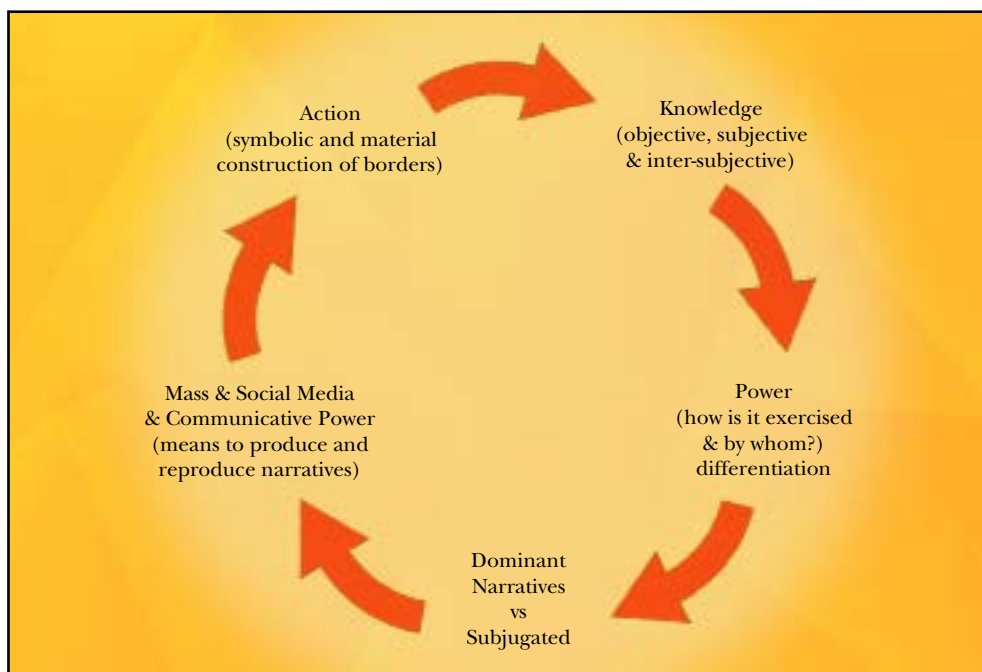 Action
(symbolic and material
construction of borders)
Knowledge
(objective, subjective
& inter-subjective)
Power
(how is it exercised
& by whom?)
differentiation
Dominant
Narratives
vs
Subjugated
Mass & Social Media
& Communicative Power
(means to produce and
reproduce narratives)